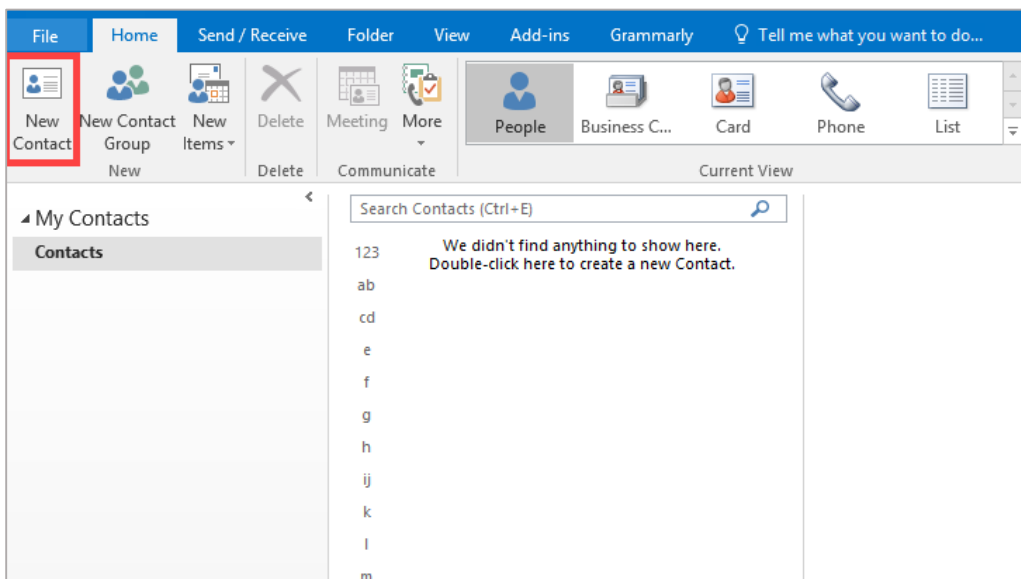 File Home Send / Receive Folder View Add-ins Grammarly Tell me what you want to do...
New Contact
New Contact Group
New Items
Delete
Meeting
More
People
Business C...
Card
Phone
List
New
Delete
Communicate
Current View
My Contacts
Contacts
Search Contacts (Ctrl+E)
We didn't find anything to show here.
Double-click here to create a new Contact.
123
ab
cd
e
f
g
h
ij
k
l
m